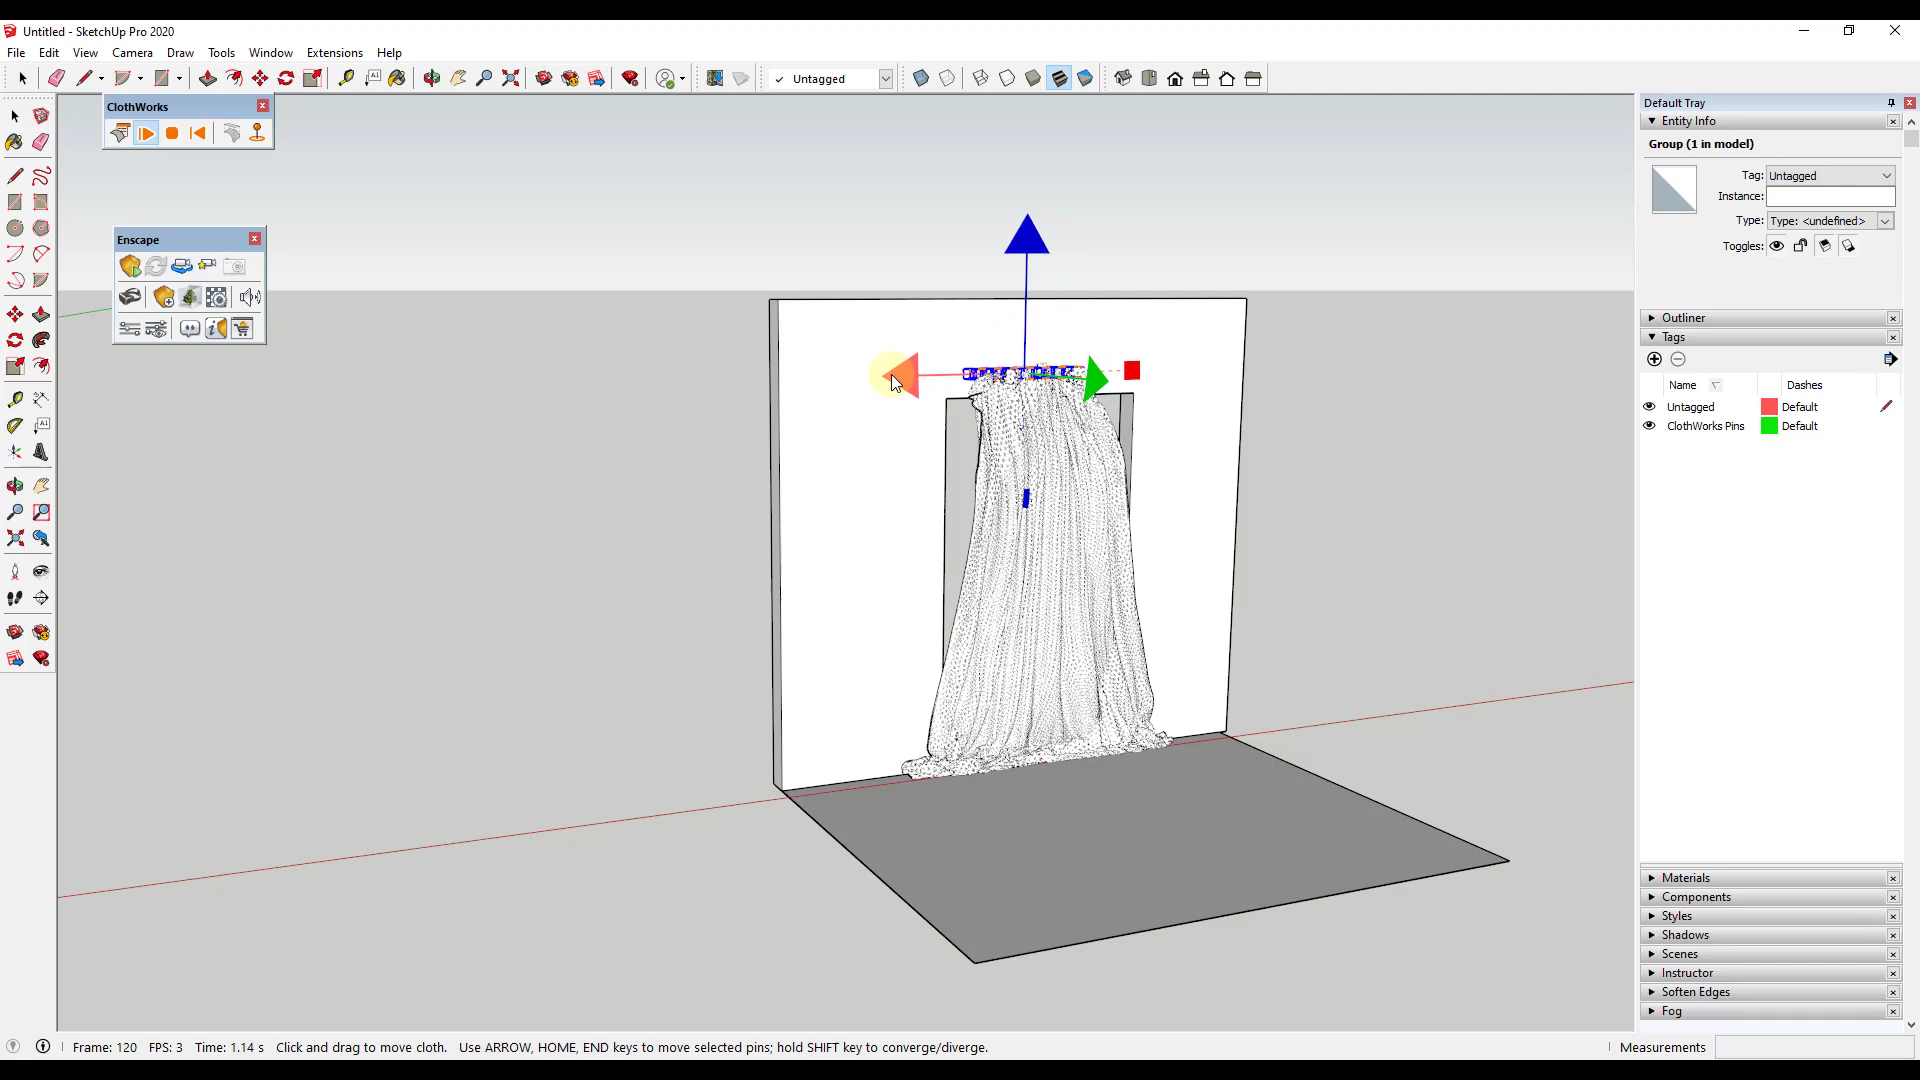 Untitled - SketchUp Pro 2020
File Edit View Camera Draw Tools Window Extensions Help
A1 Untagged
ClothWorks
Enscape
A1
Default Tray
Entity Info
Group (1 in model)
Tag: Untagged
Instance:
Type: Type: <undefined>
Toggles:
Outliner
Tags
Name Dashes
Untagged Default
ClothWorks Pins Default
Materials
Components
Styles
Shadows
Scenes
Instructor
Soften Edges
Fog
Frame: 120 FPS: 3 Time: 1.14 s Click and drag to move cloth. Use ARROW, HOME, END keys to move selected pins; hold SHIFT key to converge/diverge. Measurements